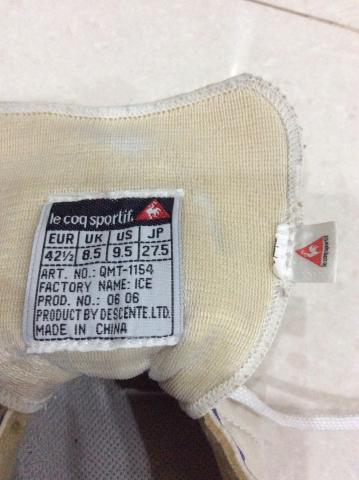 le coq sportif.
EUR UK US JP
42½ 8.5 9.5 27.5
ART. NO.: QMT-1154
FACTORY NAME: ICE
PROD. NO.: 06 06
PRODUCT BY DESCENTE. LTD.
MADE IN CHINA
le coq sportif